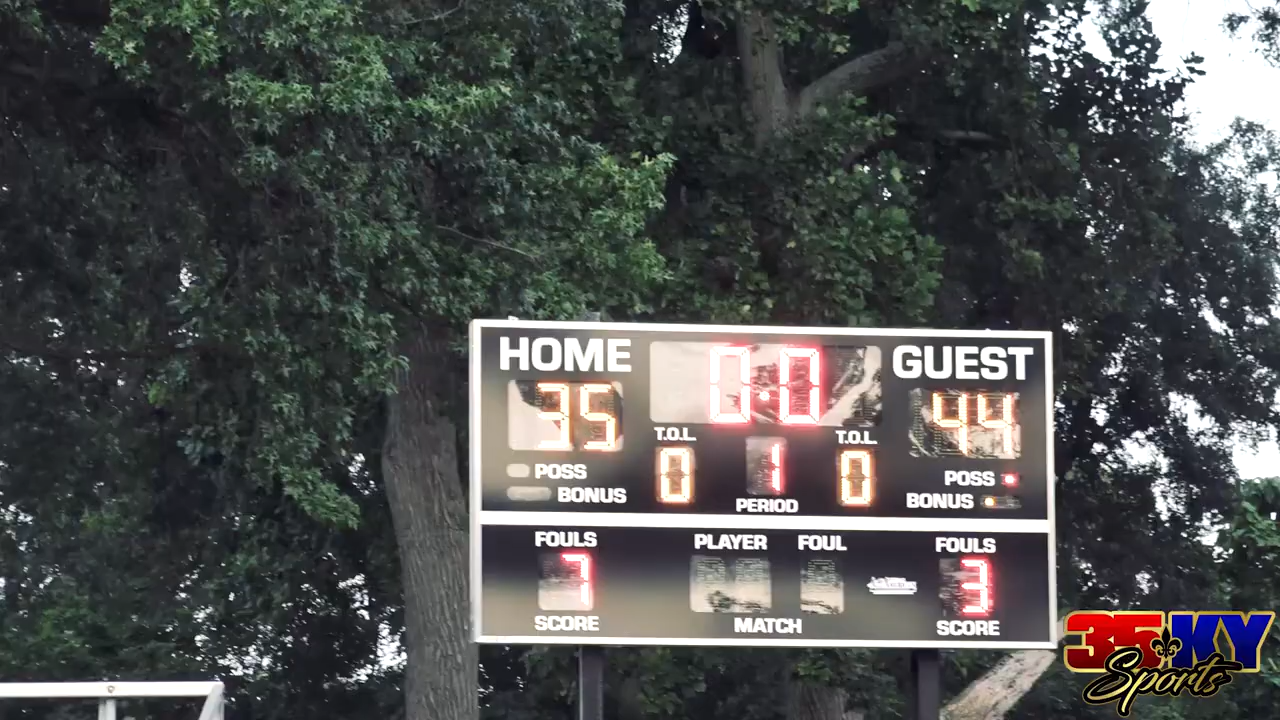 HOME 0.0 GUEST
35 44
T.O.L. T.O.L.
0 1 0
POSS POSS
BONUS BONUS
PERIOD
FOULS PLAYER FOUL FOULS
7 3
SCORE MATCH SCORE
35KY
Sports